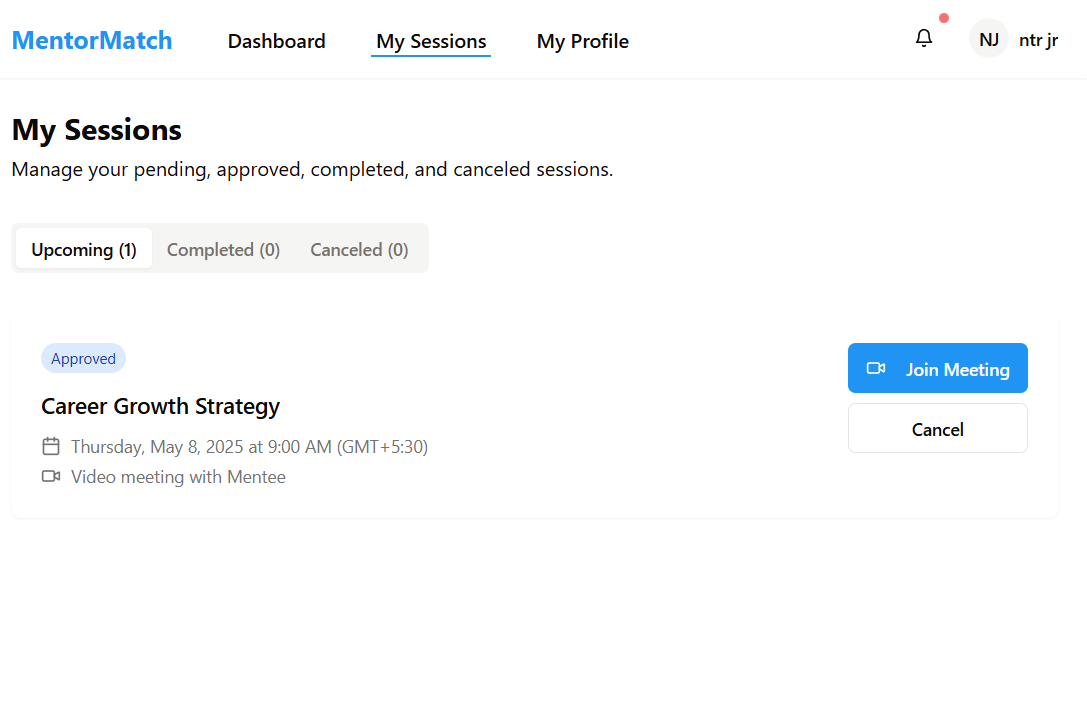 MentorMatch Dashboard My Sessions My Profile NJ ntr jr
My Sessions
Manage your pending, approved, completed, and canceled sessions.
Upcoming (1) Completed (0) Canceled (0)
Approved
Join Meeting
Career Growth Strategy
Cancel
Thursday, May 8, 2025 at 9:00 AM (GMT+5:30)
Video meeting with Mentee